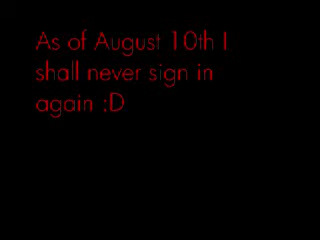 As of August 10th I
shall never sign in
again :D